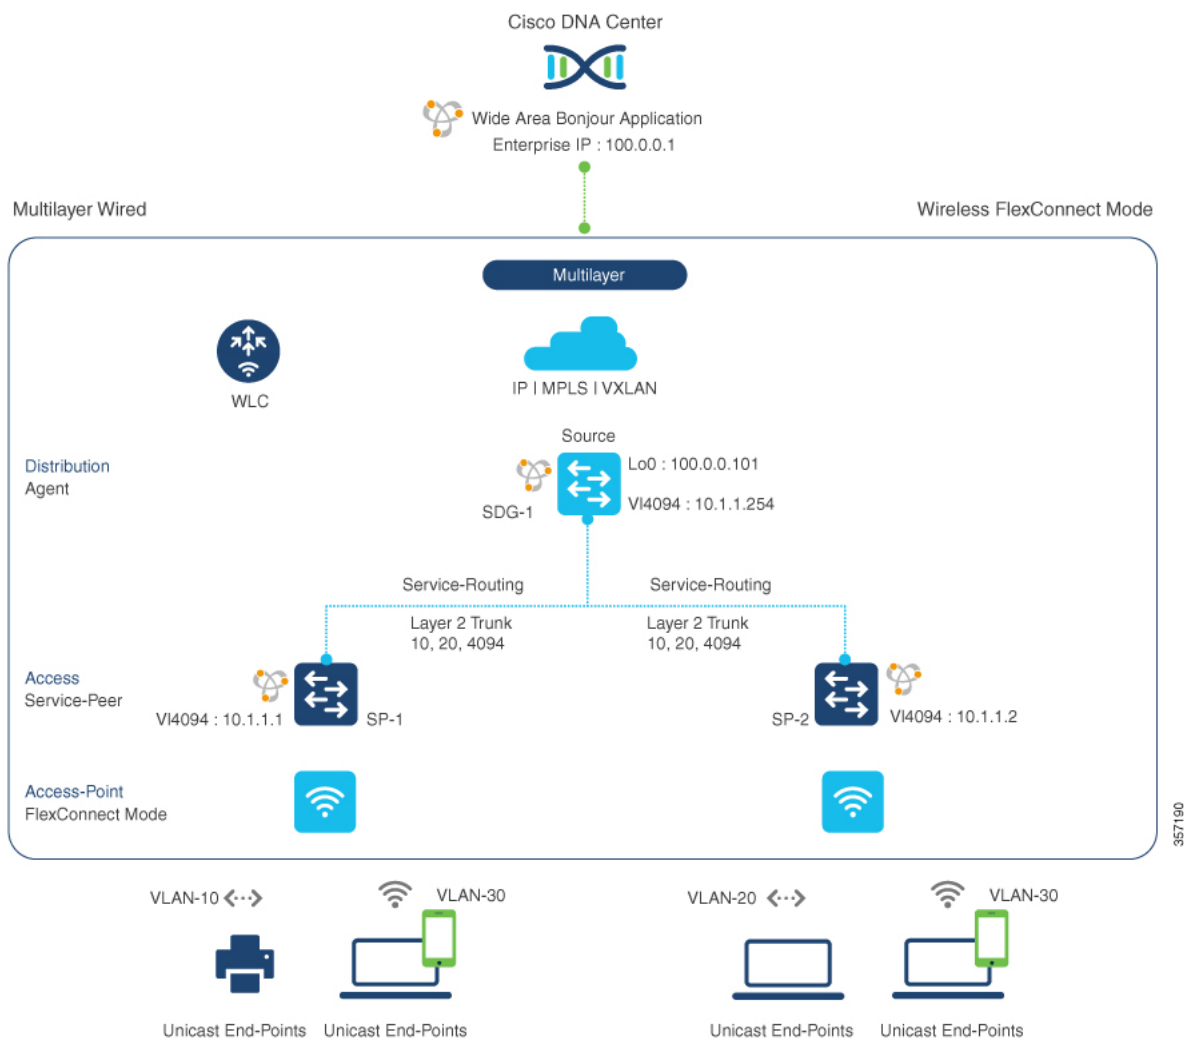 Cisco DNA Center
Wide Area Bonjour Application
Enterprise IP : 100.0.0.1
Multilayer Wired
Wireless FlexConnect Mode
Multilayer
WLC
IP | MPLS | VXLAN
Source
Distribution
Agent
Lo0 : 100.0.0.101
SDG-1
Vl4094 : 10.1.1.254
Service-Routing
Service-Routing
Layer 2 Trunk
10, 20, 4094
Layer 2 Trunk
10, 20, 4094
Access
Service-Peer
Vl4094 : 10.1.1.1
SP-1
SP-2
Vl4094 : 10.1.1.2
Access-Point
FlexConnect Mode
357190
VLAN-10
VLAN-30
VLAN-20
VLAN-30
Unicast End-Points
Unicast End-Points
Unicast End-Points
Unicast End-Points